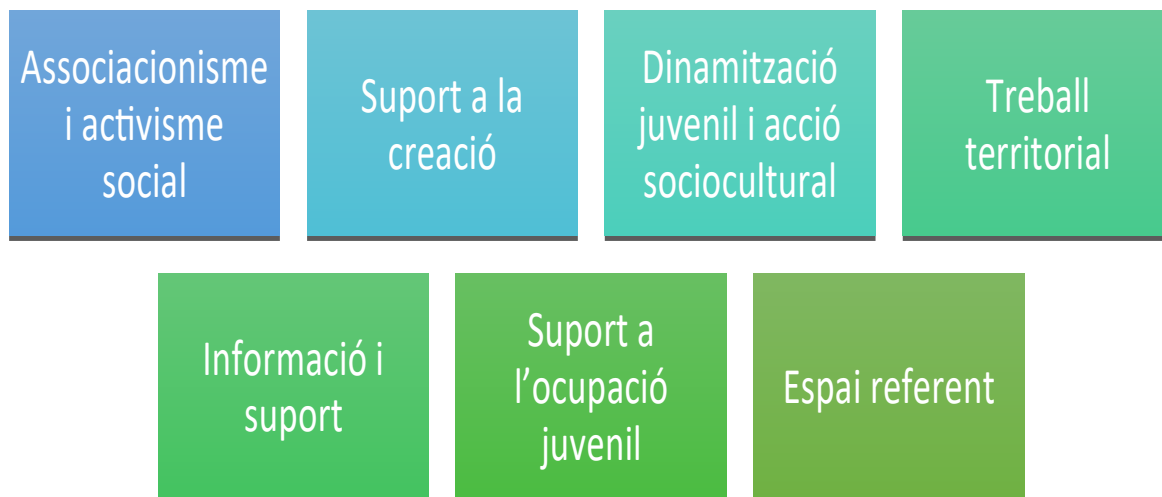 Associacionisme
i activisme
social
Suport a la
creació
Dinamització
juvenil i acció
sociocultural
Treball
territorial
Informació i
suport
Suport a
l’ocupació
juvenil
Espai referent